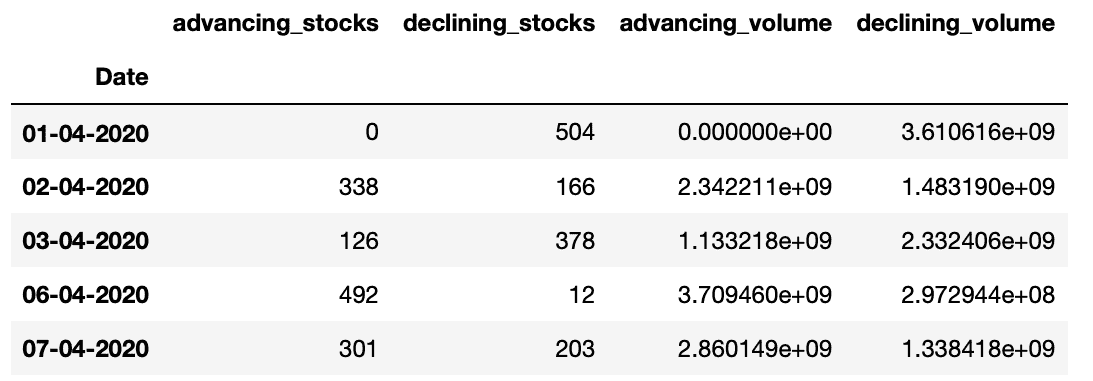 advancing_stocks declining_stocks advancing_volume declining_volume
Date
01-04-2020 0 504 0.000000e+00 3.610616e+09
02-04-2020 338 166 2.342211e+09 1.483190e+09
03-04-2020 126 378 1.133218e+09 2.332406e+09
06-04-2020 492 12 3.709460e+09 2.972944e+08
07-04-2020 301 203 2.860149e+09 1.338418e+09